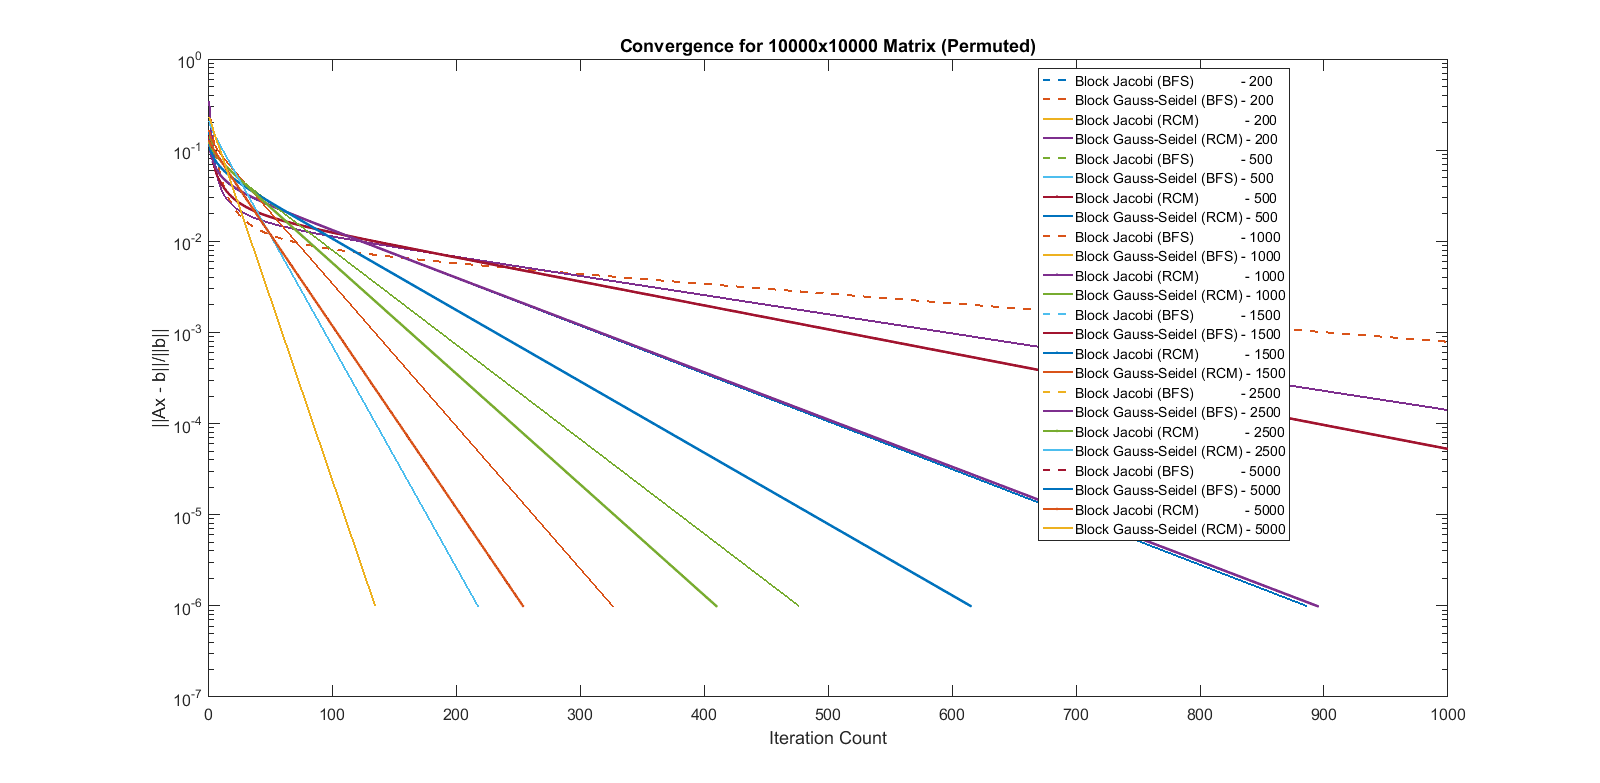 Convergence for 10000x10000 Matrix (Permuted)
10^0
10^-1
10^-2
10^-3
10^-4
10^-5
10^-6
10^-7
||Ax - b||/||b||
Block Jacobi (BFS) - 200
Block Gauss-Seidel (BFS) - 200
Block Jacobi (RCM) - 200
Block Gauss-Seidel (RCM) - 200
Block Jacobi (BFS) - 500
Block Gauss-Seidel (BFS) - 500
Block Jacobi (RCM) - 500
Block Gauss-Seidel (RCM) - 500
Block Jacobi (BFS) - 1000
Block Gauss-Seidel (BFS) - 1000
Block Jacobi (RCM) - 1000
Block Gauss-Seidel (RCM) - 1000
Block Jacobi (BFS) - 1500
Block Gauss-Seidel (BFS) - 1500
Block Jacobi (RCM) - 1500
Block Gauss-Seidel (RCM) - 1500
Block Jacobi (BFS) - 2500
Block Gauss-Seidel (BFS) - 2500
Block Jacobi (RCM) - 2500
Block Gauss-Seidel (RCM) - 2500
Block Jacobi (BFS) - 5000
Block Gauss-Seidel (BFS) - 5000
Block Jacobi (RCM) - 5000
Block Gauss-Seidel (RCM) - 5000
0 100 200 300 400 500 600 700 800 900 1000
Iteration Count